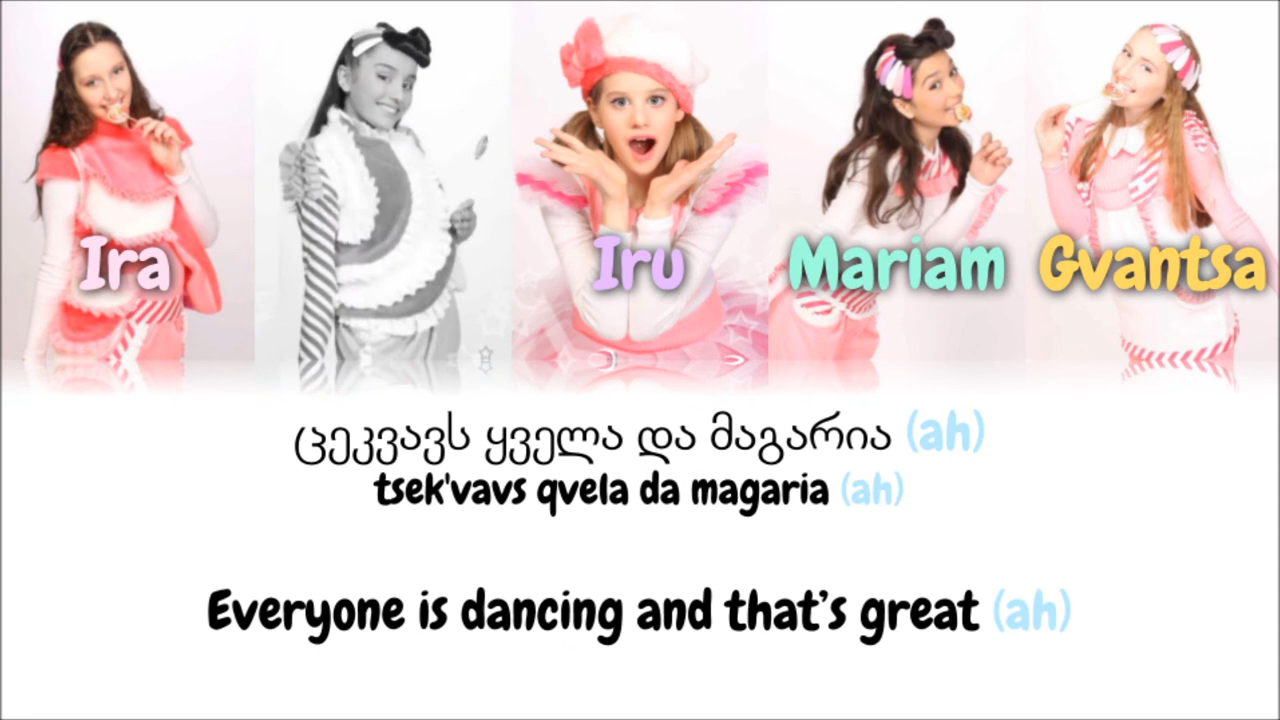 Ira Iru Mariam Gvantsa
ცეკვავს ყველა და მაგარია (ah)
tsek'vavs qvela da magaria (ah)
Everyone is dancing and that’s great (ah)